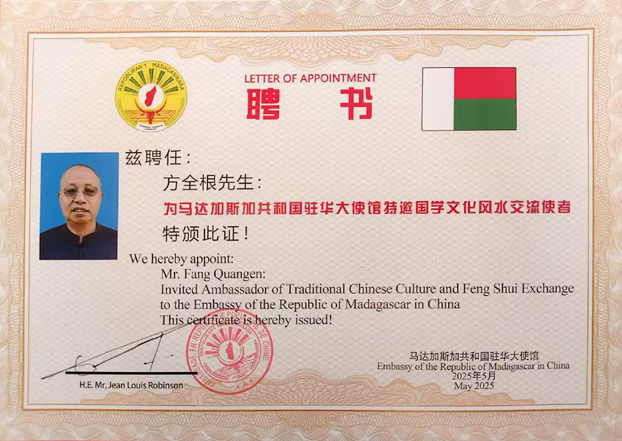 REPOBLIKAN'I MADAGASIKARA
LETTER OF APPOINTMENT
聘 书
兹聘任：
方全根先生：
为马达加斯加共和国驻华大使馆特邀国学文化风水交流使者
特颁此证！
We hereby appoint:
Mr. Fang Quangen:
Invited Ambassador of Traditional Chinese Culture and Feng Shui Exchange
to the Embassy of the Republic of Madagascar in China
This certificate is hereby issued!
H.E. Mr, Jean Louis Robinson
马达加斯加共和国驻华大使馆
Embassy of the Republic of Madagascar in China
2025年5月
May 2025